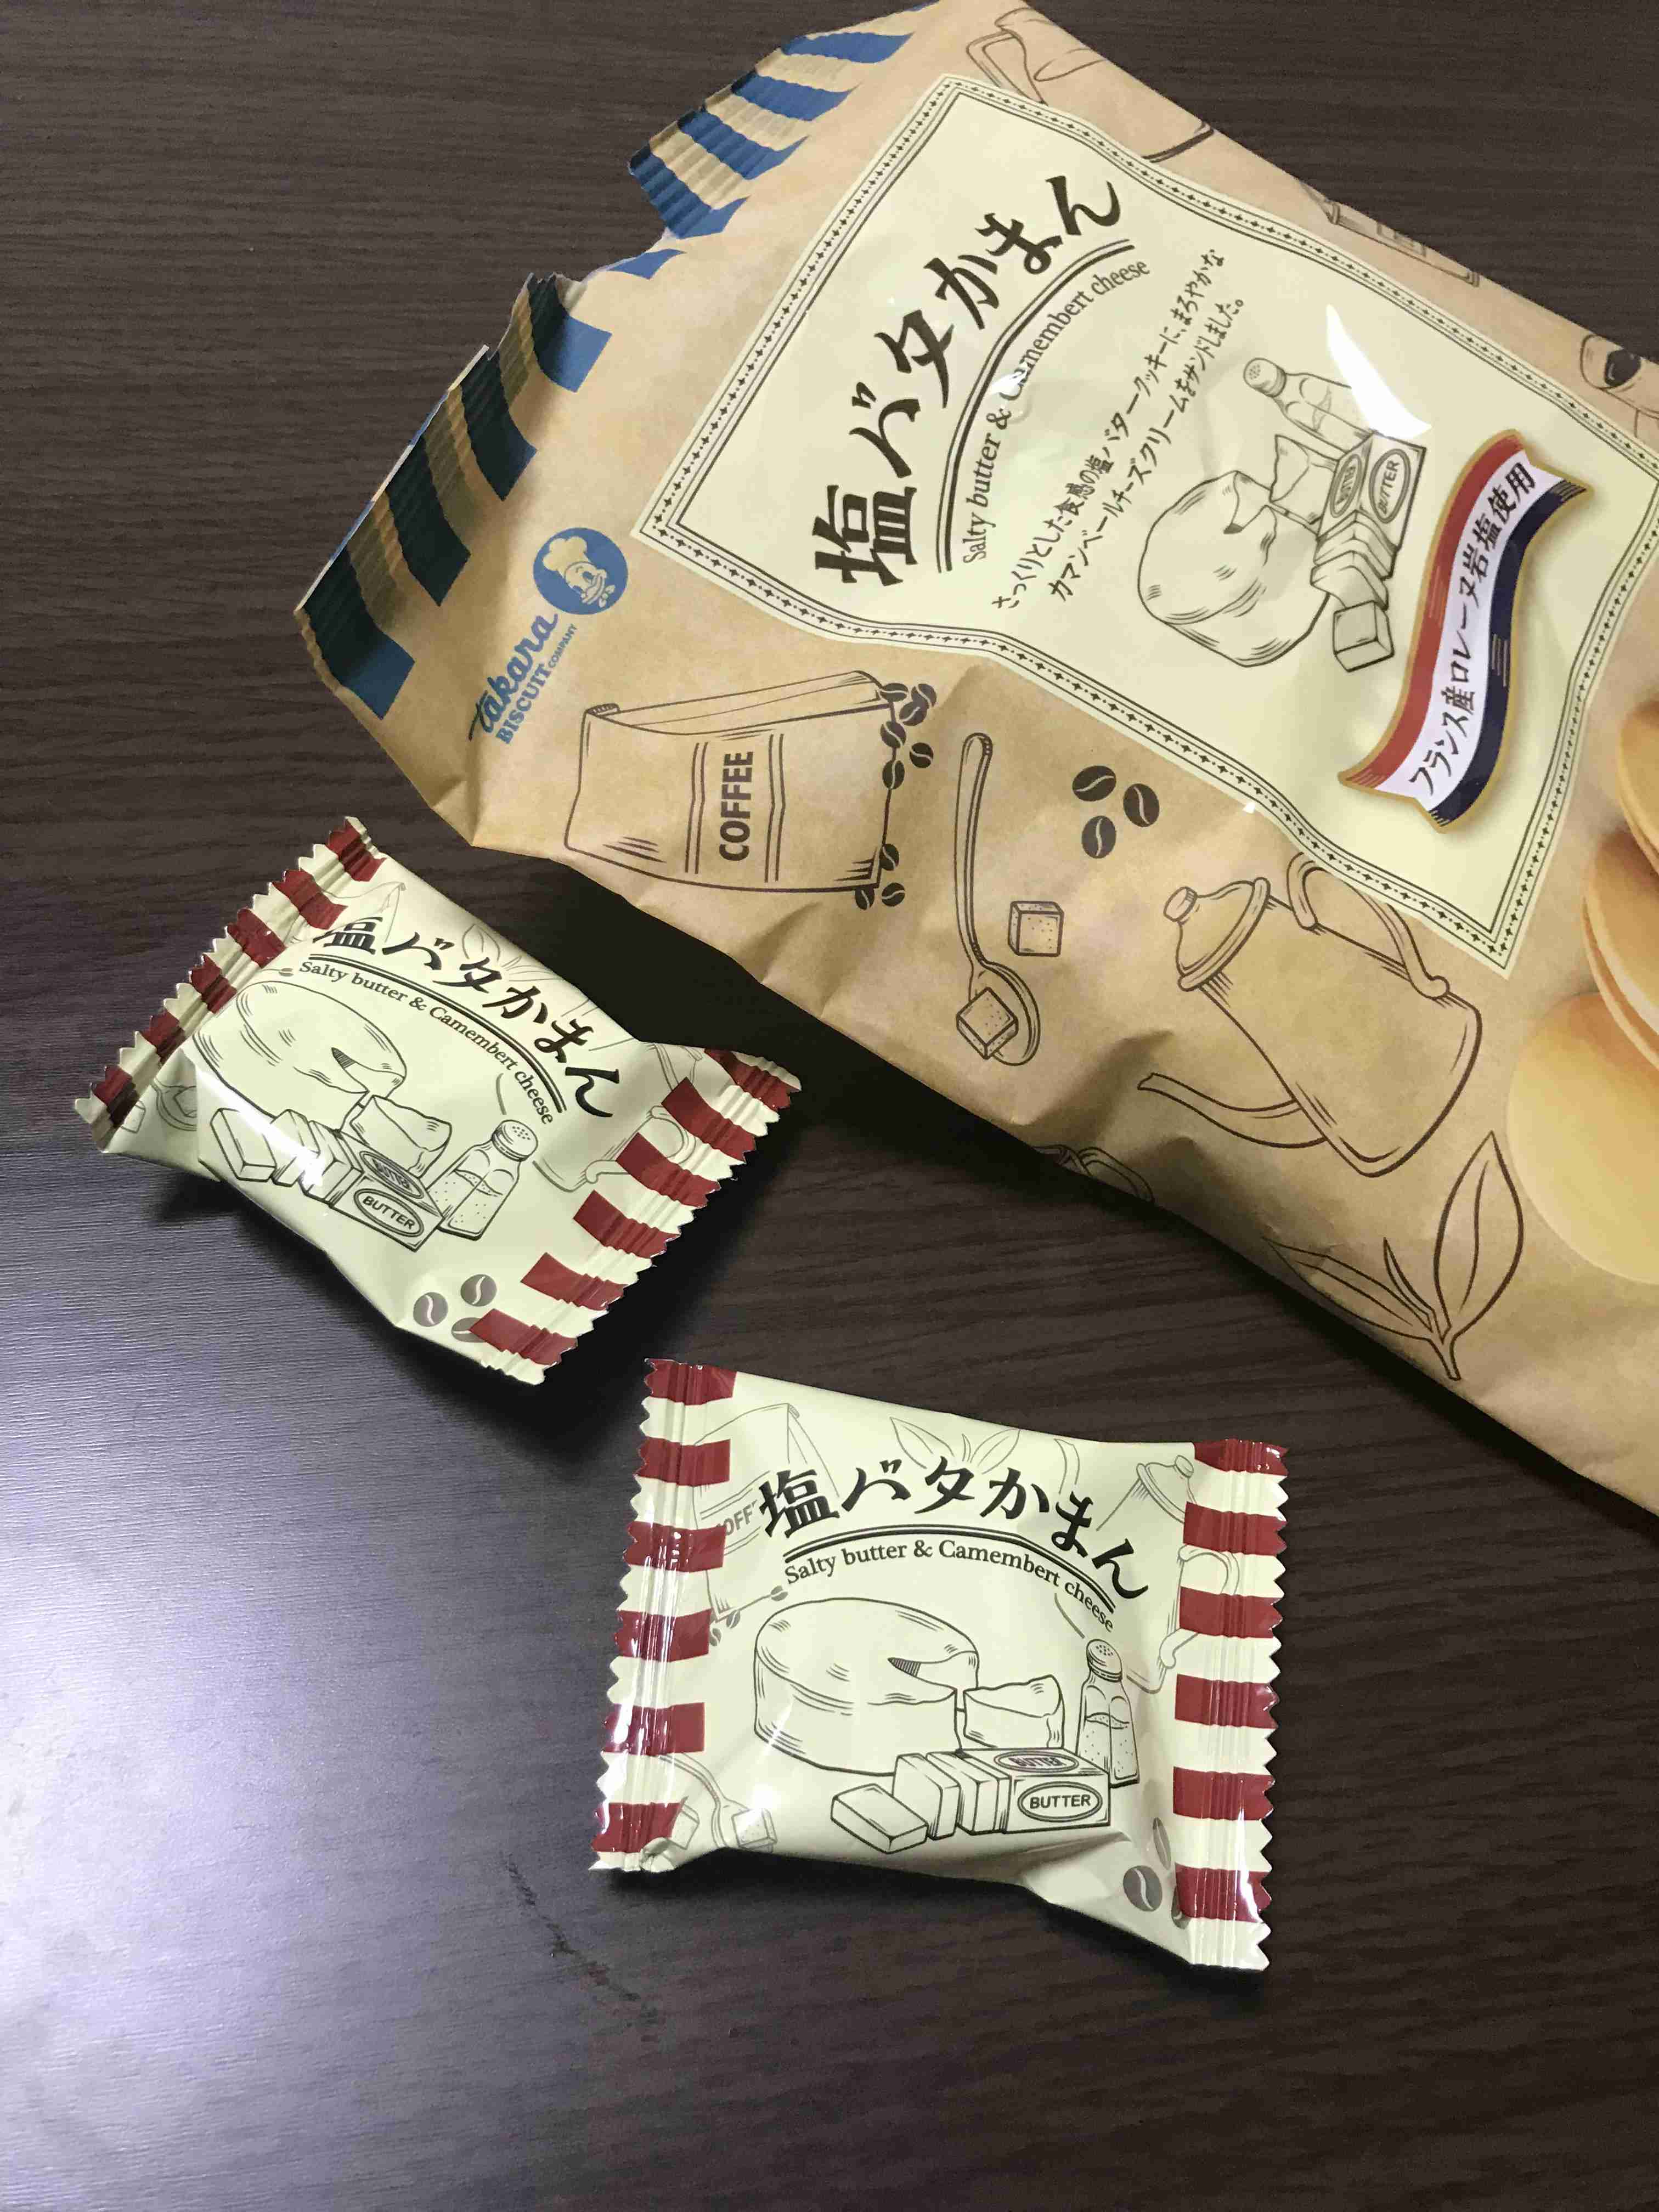 塩バタかまん
Salty butter & Camembert cheese
さっくりとした食感の塩バタークッキーに、まろやかな
カマンベールチーズクリームをサンドしました。
BUTTER
BUTTER
フランス産ロレーヌ岩塩使用
takara
BISCUIT COMPANY
COFFEE
塩バタかまん
Salty butter & Camembert cheese
BUTTER
BUTTER
塩バタかまん
OFF
Salty butter & Camembert cheese
BUTTER
BUTTER